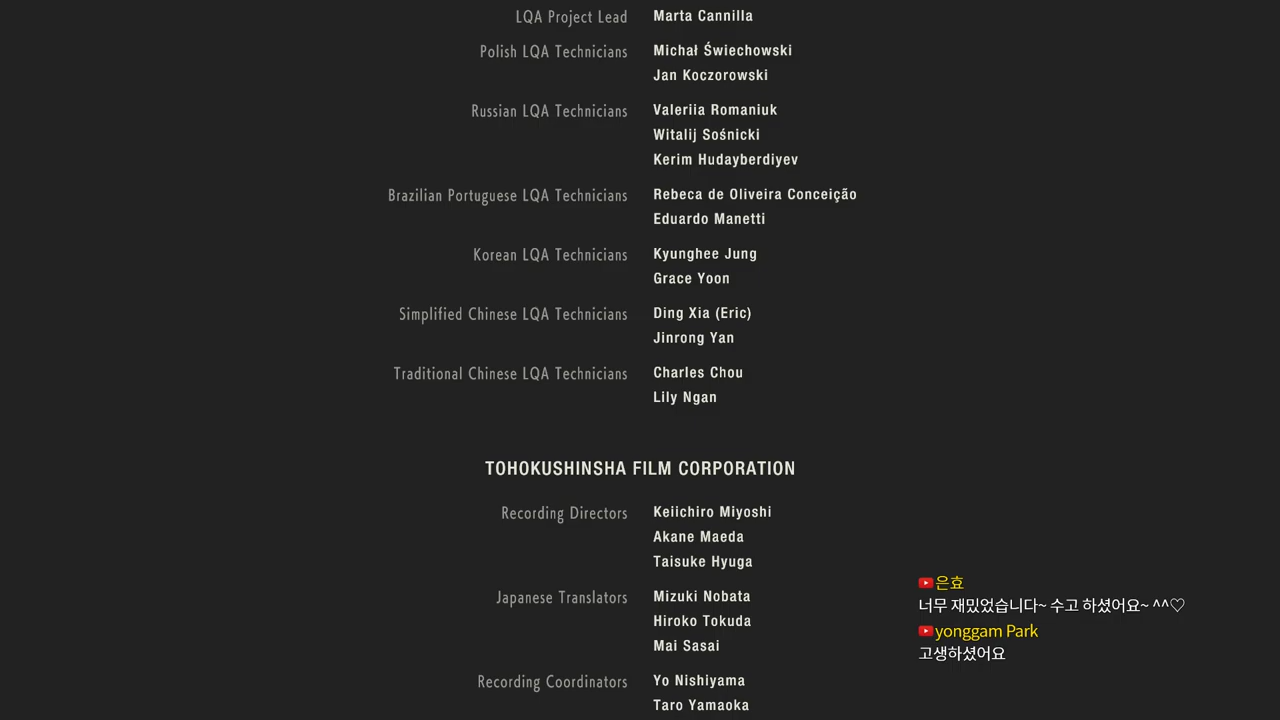 LQA Project Lead Marta Cannilla
Polish LQA Technicians Michał Świechowski
Jan Koczorowski
Russian LQA Technicians Valeriia Romaniuk
Witalij Sośnicki
Kerim Hudayberdiyev
Brazilian Portuguese LQA Technicians Rebeca de Oliveira Conceição
Eduardo Manetti
Korean LQA Technicians Kyunghee Jung
Grace Yoon
Simplified Chinese LQA Technicians Ding Xia (Eric)
Jinrong Yan
Traditional Chinese LQA Technicians Charles Chou
Lily Ngan
TOHOKUSHINSHA FILM CORPORATION
Recording Directors Keiichiro Miyoshi
Akane Maeda
Taisuke Hyuga
Japanese Translators Mizuki Nobata
Hiroko Tokuda
Mai Sasai
Recording Coordinators Yo Nishiyama
Taro Yamaoka
은효
너무 재밌었습니다~ 수고 하셨어요~ ^^♡
yonggam Park
고생하셨어요